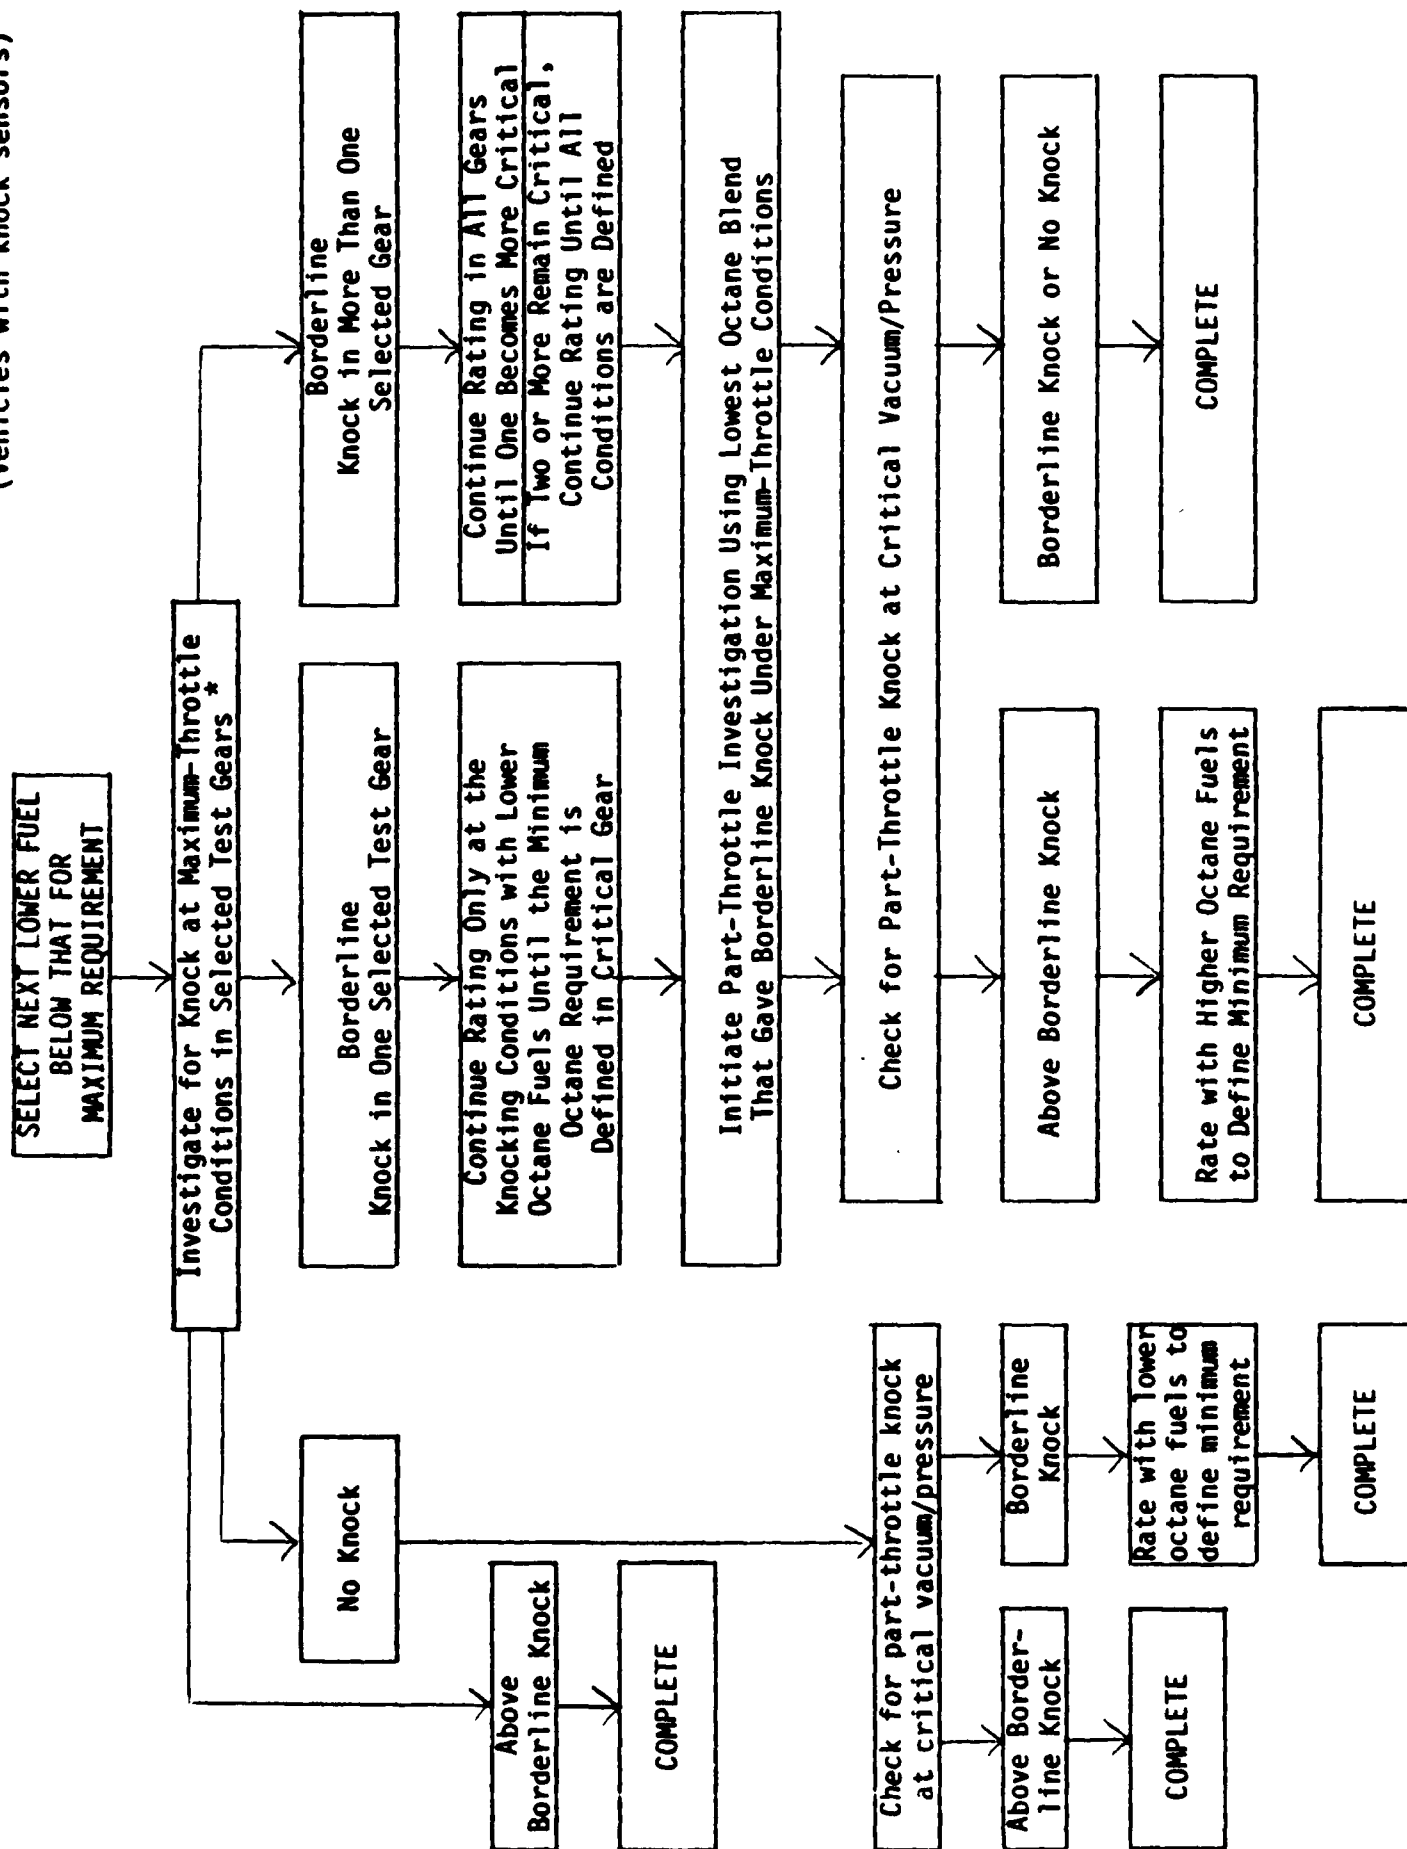 (Vehicles with knock sensors)
SELECT NEXT LOWER FUEL
BELOW THAT FOR
MAXIMUM REQUIREMENT
Investigate for Knock at Maximum-Throttle
Conditions in Selected Test Gears*
Above
Borderline Knock
COMPLETE
No Knock
Check for part-throttle knock
at critical vacuum/pressure
Above Border-
line Knock
COMPLETE
Borderline
Knock
Rate with lower
octane fuels to
define minimum
requirement
COMPLETE
Borderline
Knock in One Selected Test Gear
Continue Rating Only at the
Knocking Conditions with Lower
Octane Fuels Until the Minimum
Octane Requirement is
Defined in Critical Gear
Borderline
Knock in More Than One
Selected Gear
Continue Rating in All Gears
Until One Becomes More Critical
If Two or More Remain Critical,
Continue Rating Until All
Conditions are Defined
Initiate Part-Throttle Investigation Using Lowest Octane Blend
That Gave Borderline Knock Under Maximum-Throttle Conditions
Check for Part-Throttle Knock at Critical Vacuum/Pressure
Above Borderline Knock
Rate with Higher Octane Fuels
to Define Minimum Requirement
COMPLETE
Borderline Knock or No Knock
COMPLETE